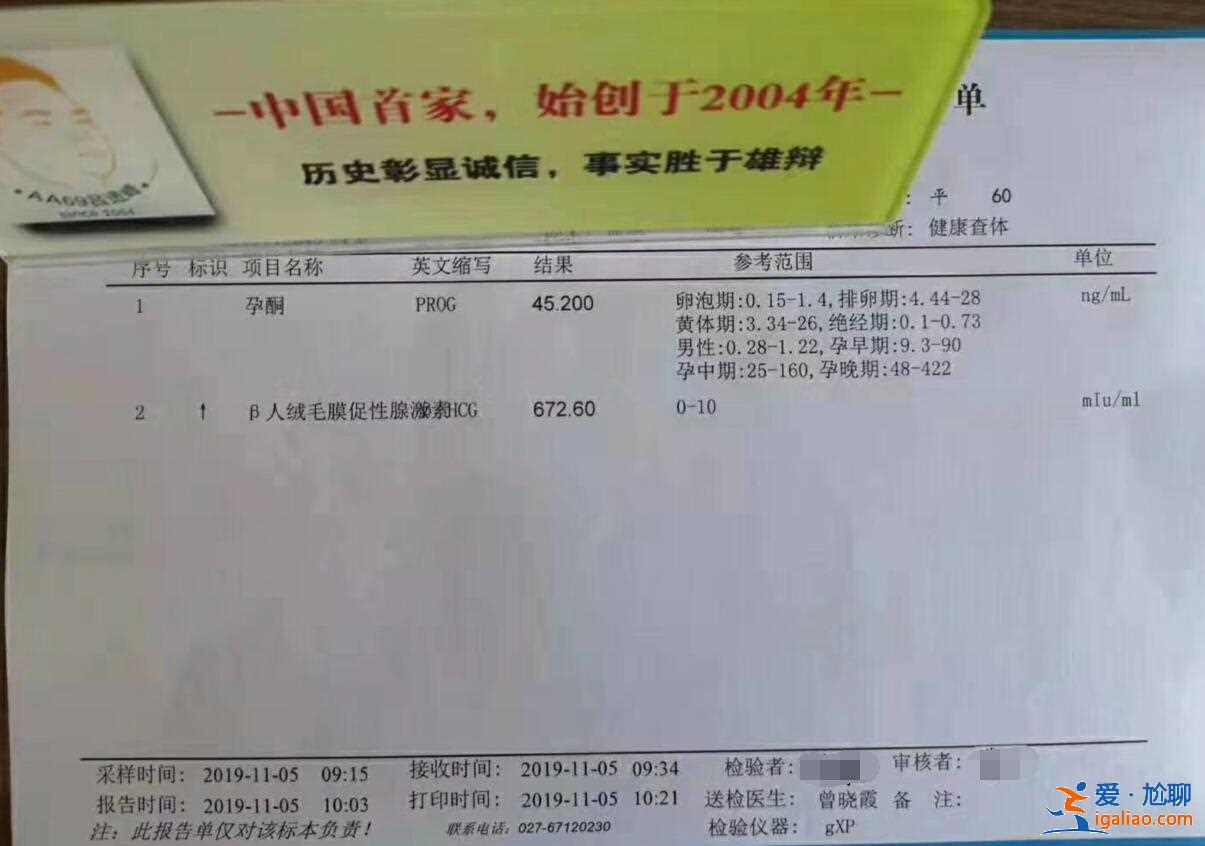 —中国首家，始创于2004年—
历史彰显诚信，事实胜于雄辩
SINCE 2004
单
: 平 60
断: 健康查体
序号 标识 项目名称 英文缩写 结果 参考范围 单位
1 孕酮 PROG 45.200 卵泡期:0.15-1.4,排卵期:4.44-28 ng/mL
黄体期:3.34-26,绝经期:0.1-0.73
男性:0.28-1.22,孕早期:9.3-90
孕中期:25-160,孕晚期:48-422
2 ↑ β人绒毛膜促性腺激素 HCG 672.60 0-10 mIu/ml
采样时间: 2019-11-05 09:15 接收时间: 2019-11-05 09:34 检验者: 审核者:
报告时间: 2019-11-05 10:03 打印时间: 2019-11-05 10:21 送检医生: 曾晓霞 备 注:
注: 此报告单仅对该标本负责！ 联系电话: 027-67120230 检验仪器: gXP
爱·尬聊
igaliao.com